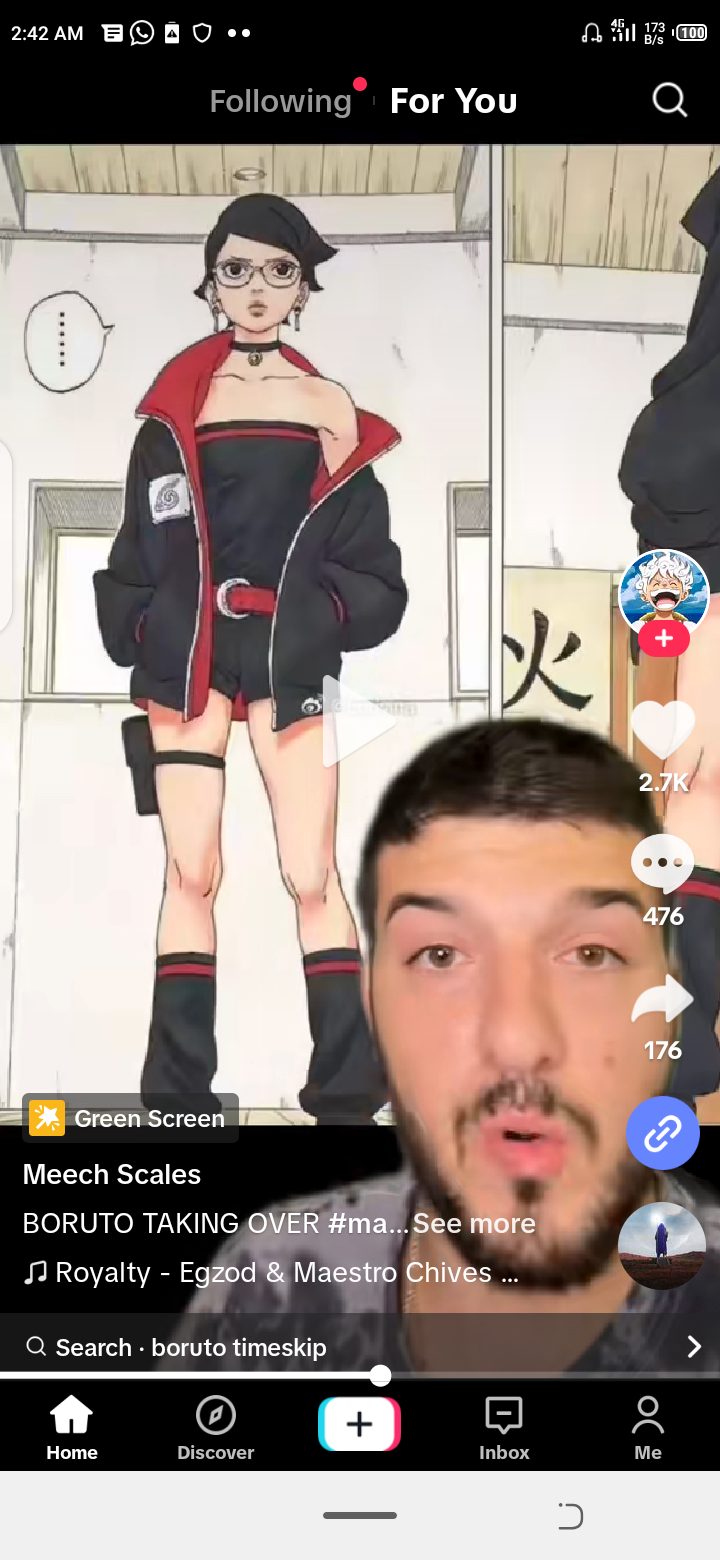 2:42 AM
4G
173
B/s
100
Following
For You
火
2.7K
476
176
Green Screen
Meech Scales
BORUTO TAKING OVER #ma...See more
Royalty - Egzod & Maestro Chives ...
Search · boruto timeskip
Home
Discover
Inbox
Me